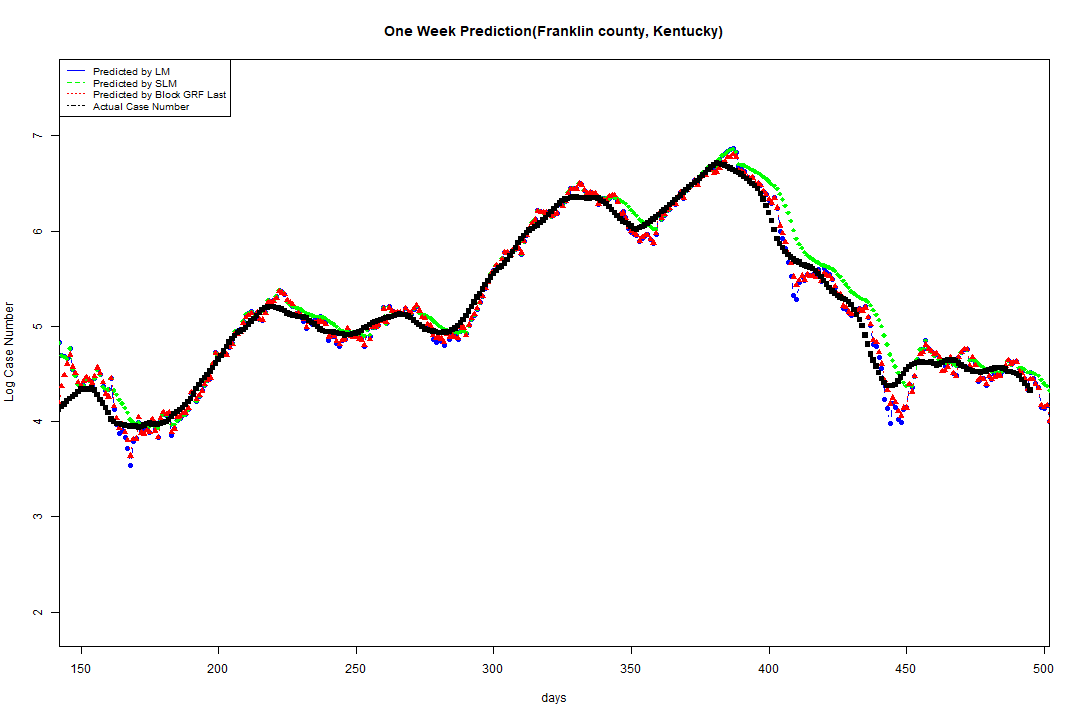 One Week Prediction(Franklin county, Kentucky)
Predicted by LM
Predicted by SLM
Predicted by Block GRF Last
Actual Case Number
7
6
5
4
3
2
Log Case Number
150 200 250 300 350 400 450 500
days